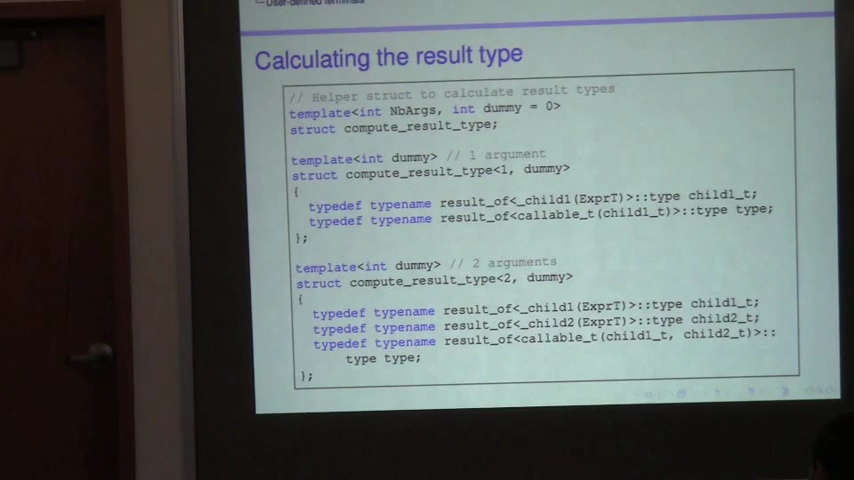 User-defined terminals
Calculating the result type
// Helper struct to calculate result types
template<int NbArgs, int dummy = 0>
struct compute_result_type;
template<int dummy> // 1 argument
struct compute_result_type<1, dummy>
{
typedef typename result_of<_child1(ExprT)>::type child1_t;
typedef typename result_of<callable_t(child1_t)>::type type;
};
template<int dummy> // 2 arguments
struct compute_result_type<2, dummy>
{
typedef typename result_of<_child1(ExprT)>::type child1_t;
typedef typename result_of<_child2(ExprT)>::type child2_t;
typedef typename result_of<callable_t(child1_t, child2_t)>::
type type;
};